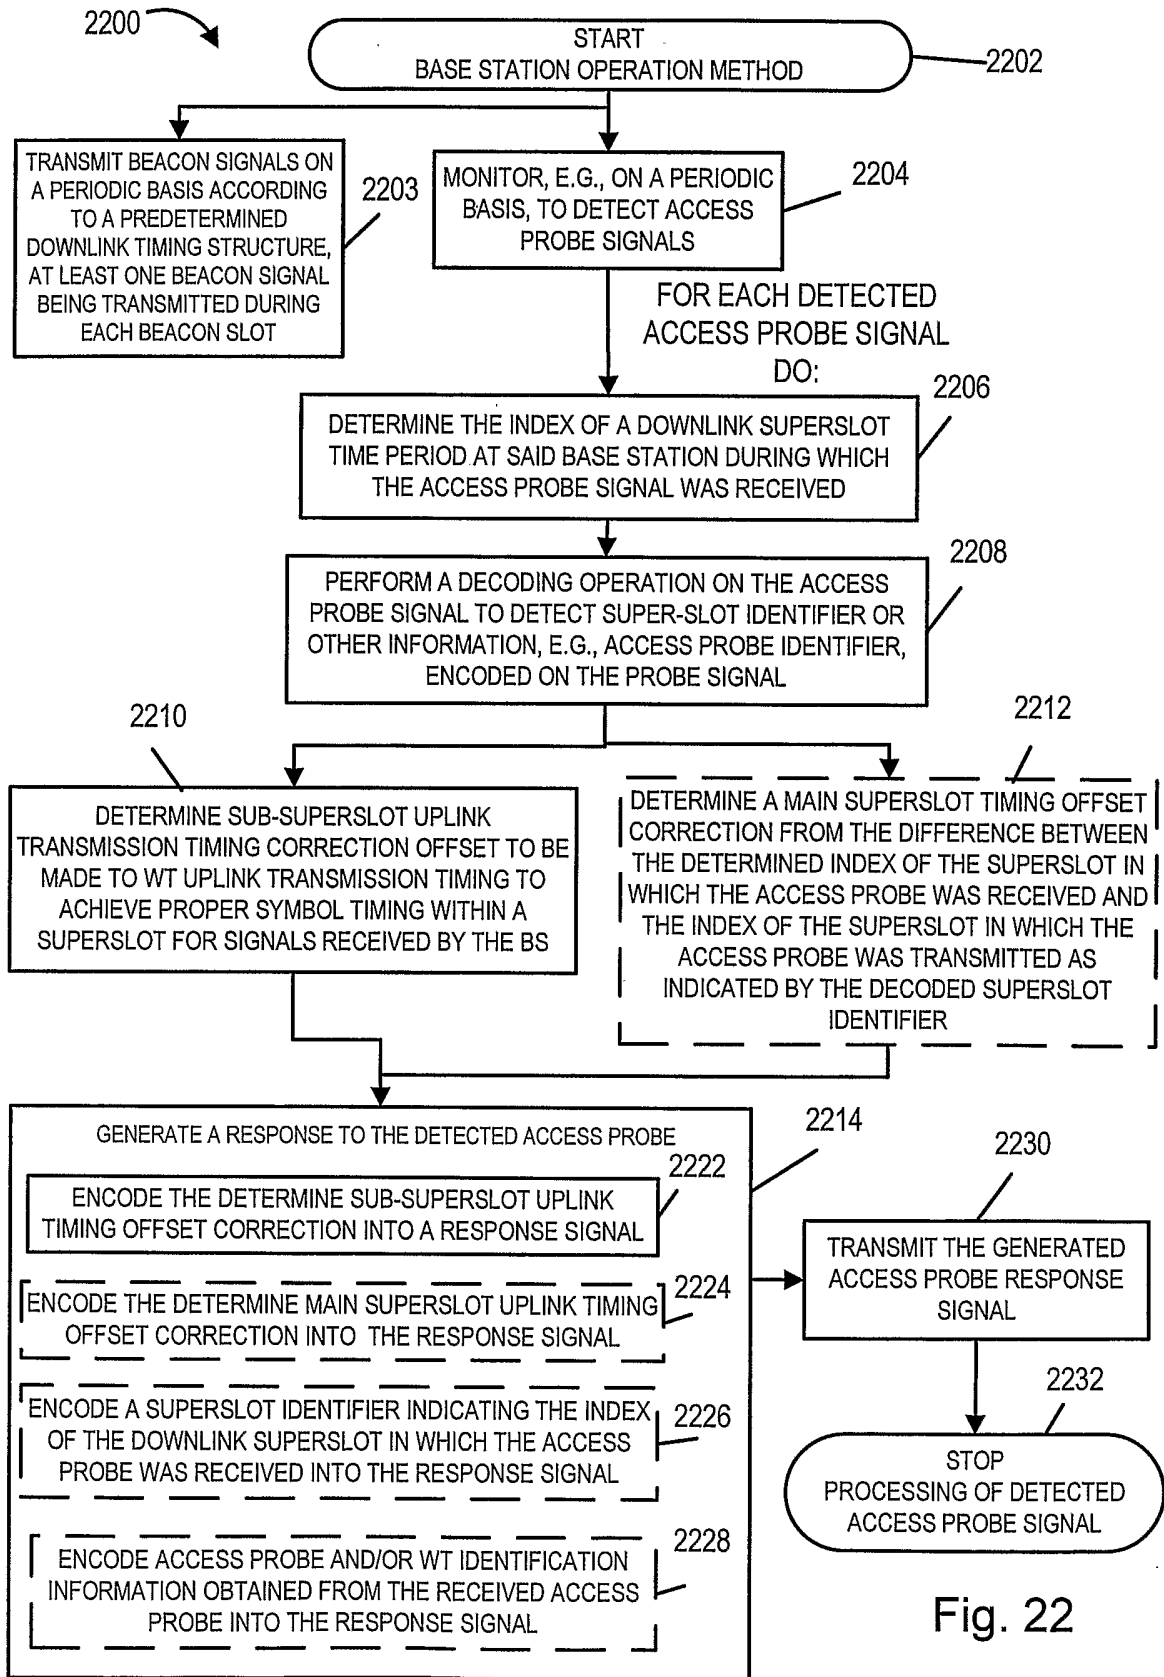 2200
START
BASE STATION OPERATION METHOD
2202
TRANSMIT BEACON SIGNALS ON
A PERIODIC BASIS ACCORDING
TO A PREDETERMINED
DOWNLINK TIMING STRUCTURE,
AT LEAST ONE BEACON SIGNAL
BEING TRANSMITTED DURING
EACH BEACON SLOT
2203
MONITOR, E.G., ON A PERIODIC
BASIS, TO DETECT ACCESS
PROBE SIGNALS
2204
FOR EACH DETECTED
ACCESS PROBE SIGNAL
DO:
2206
DETERMINE THE INDEX OF A DOWNLINK SUPERSLOT
TIME PERIOD AT SAID BASE STATION DURING WHICH
THE ACCESS PROBE SIGNAL WAS RECEIVED
2208
PERFORM A DECODING OPERATION ON THE ACCESS
PROBE SIGNAL TO DETECT SUPER-SLOT IDENTIFIER OR
OTHER INFORMATION, E.G., ACCESS PROBE IDENTIFIER,
ENCODED ON THE PROBE SIGNAL
2210
DETERMINE SUB-SUPERSLOT UPLINK
TRANSMISSION TIMING CORRECTION OFFSET TO BE
MADE TO WT UPLINK TRANSMISSION TIMING TO
ACHIEVE PROPER SYMBOL TIMING WITHIN A
SUPERSLOT FOR SIGNALS RECEIVED BY THE BS
2212
DETERMINE A MAIN SUPERSLOT TIMING OFFSET
CORRECTION FROM THE DIFFERENCE BETWEEN
THE DETERMINED INDEX OF THE SUPERSLOT IN
WHICH THE ACCESS PROBE WAS RECEIVED AND
THE INDEX OF THE SUPERSLOT IN WHICH THE
ACCESS PROBE WAS TRANSMITTED AS
INDICATED BY THE DECODED SUPERSLOT
IDENTIFIER
GENERATE A RESPONSE TO THE DETECTED ACCESS PROBE
2214
2222
ENCODE THE DETERMINE SUB-SUPERSLOT UPLINK
TIMING OFFSET CORRECTION INTO A RESPONSE SIGNAL
2224
ENCODE THE DETERMINE MAIN SUPERSLOT UPLINK TIMING
OFFSET CORRECTION INTO THE RESPONSE SIGNAL
2226
ENCODE A SUPERSLOT IDENTIFIER INDICATING THE INDEX
OF THE DOWNLINK SUPERSLOT IN WHICH THE ACCESS
PROBE WAS RECEIVED INTO THE RESPONSE SIGNAL
2228
ENCODE ACCESS PROBE AND/OR WT IDENTIFICATION
INFORMATION OBTAINED FROM THE RECEIVED ACCESS
PROBE INTO THE RESPONSE SIGNAL
2230
TRANSMIT THE GENERATED
ACCESS PROBE RESPONSE
SIGNAL
2232
STOP
PROCESSING OF DETECTED
ACCESS PROBE SIGNAL
Fig. 22